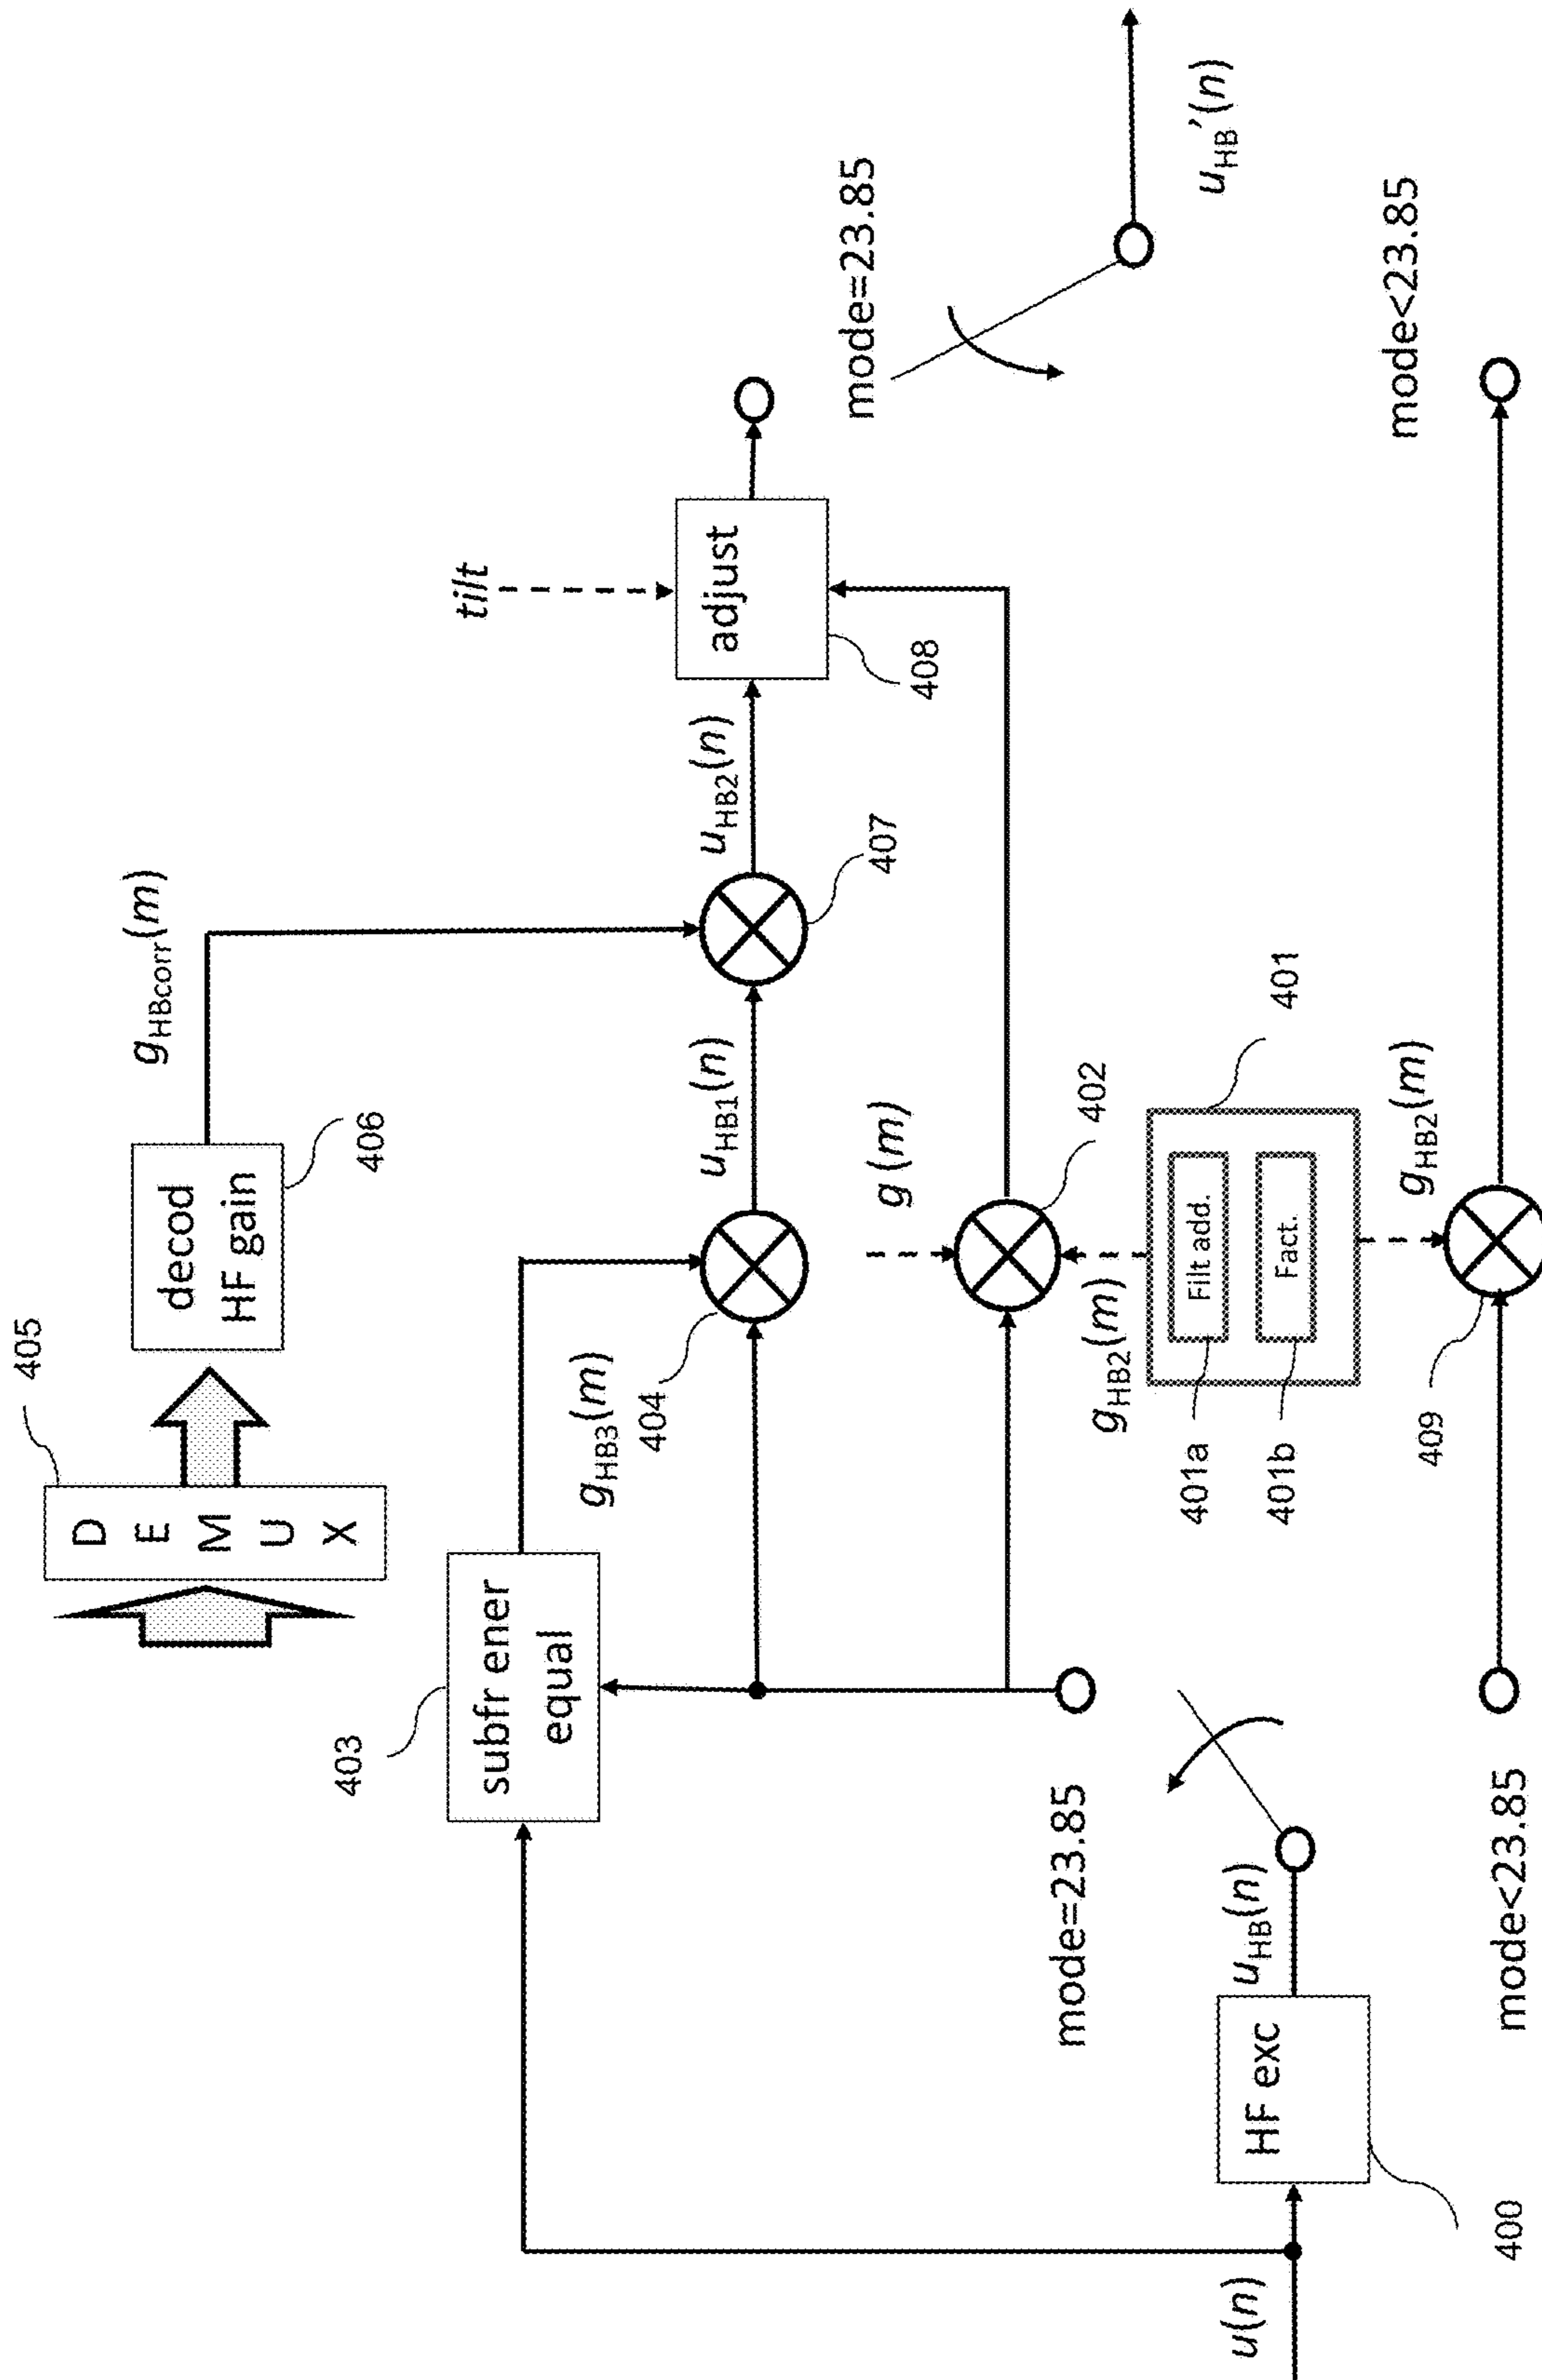 405
D
E
M
U
X
decod
HF gain
406
g_HBcorr(m)
403
subfr ener
equal
g_HB3(m)
404
u_HB1(n)
407
u_HB2(n)
tilt
adjust
408
mode=23.85
u_HB'(n)
g(m)
402
g_HB2(m)
401
Filt add.
Fact.
401a
401b
mode=23.85
u(n)
HF exc
400
u_HB(n)
mode<23.85
409
g_HB2(m)
mode<23.85